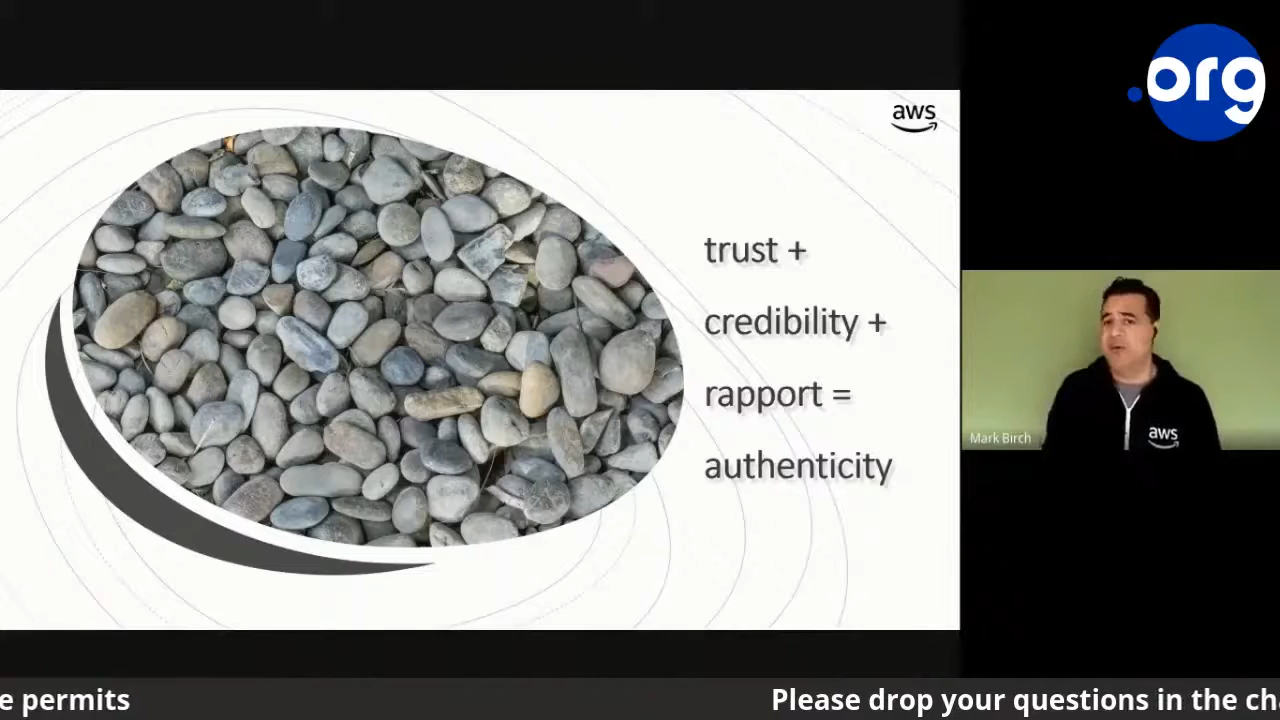 .org
aws
trust +
credibility +
rapport =
authenticity
Mark Birch
aws
e permits
Please drop your questions in the ch